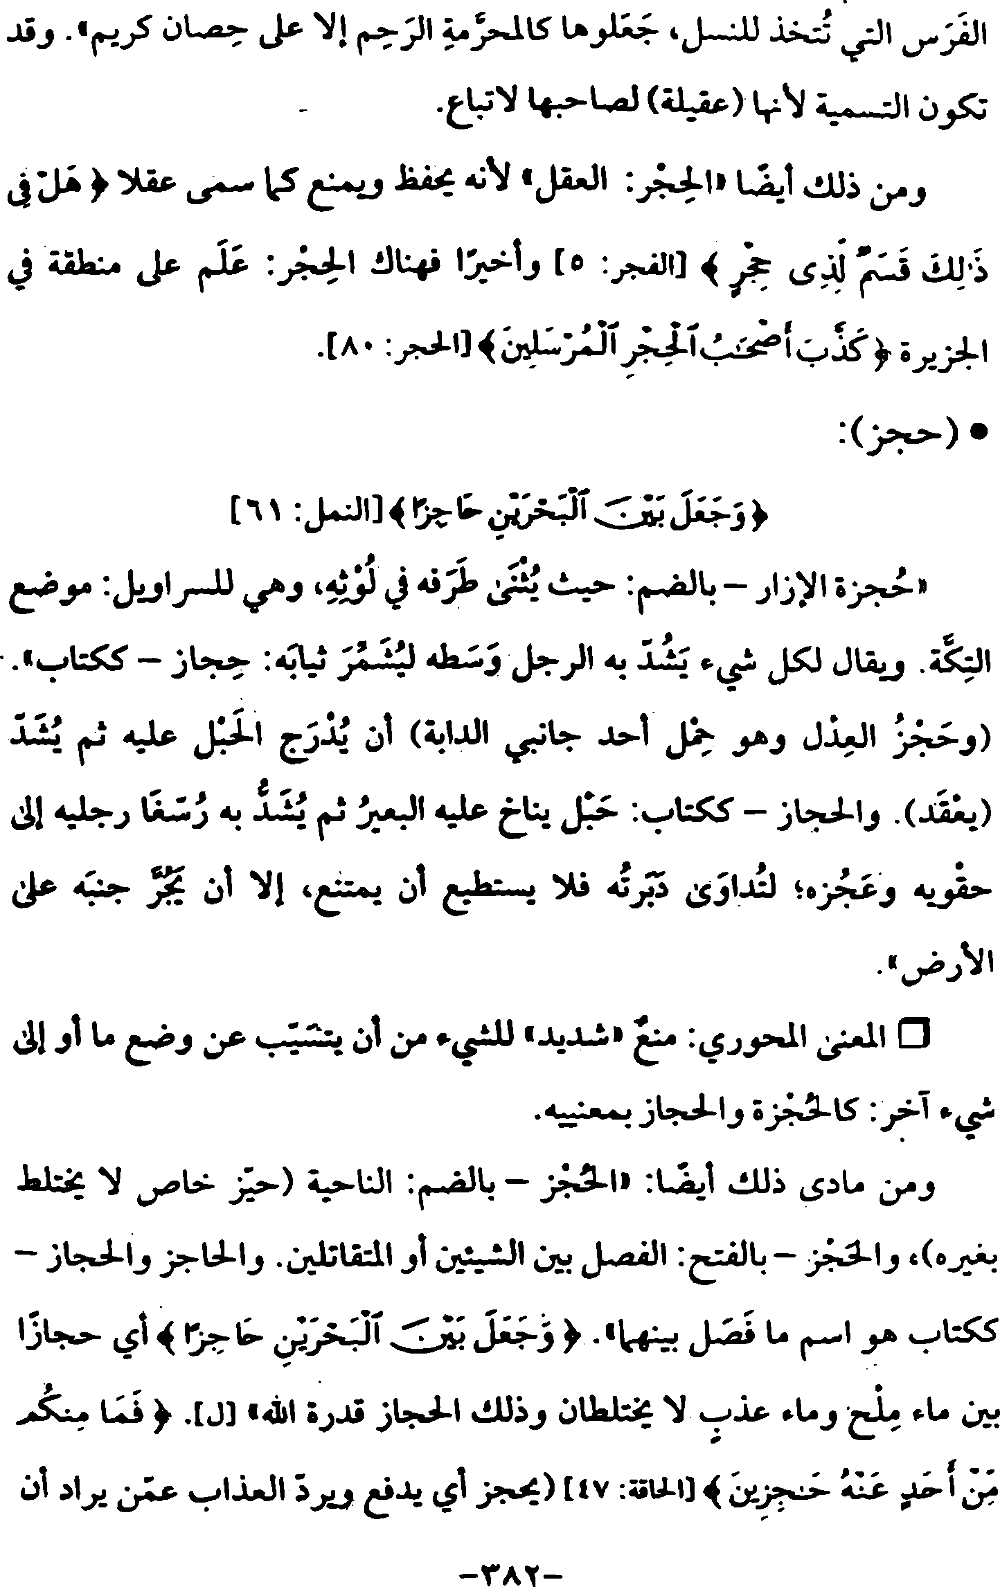 الفَرَس التي تُتخذ للنسل، جَعَلوها كالمحرَّمةِ الرَحِم إلا على حِصان كريم». وقد
تكون التسمية لأنها (عقيلة) لصاحبها لا تباع.
ومن ذلك أيضًا «الحِجْر: العقل» لأنه يحفظ ويمنع كما سمى عقلا ﴿ هَلْ فِى
ذَٰلِكَ قَسَمٌ لِّذِى حِجْرٍ ﴾ [الفجر: ٥] وأخيرًا فهناك الحِجْر: عَلَم على منطقة في
الجزيرة ﴿ كَذَّبَ أَصْحَٰبُ ٱلْحِجْرِ ٱلْمُرْسَلِينَ ﴾ [الحجر: ٨٠].
● (حجز):
﴿ وَجَعَلَ بَيْنَ ٱلْبَحْرَيْنِ حَاجِزًا ﴾ [النمل: ٦١]
«حُجزة الإزار – بالضم: حيث يُثْنَىٰ طَرَفه في لُوْثِهِ، وهي للسراويل: موضع
التِكَّة. ويقال لكل شيء يَشُدّ به الرجل وَسَطه ليُشَمِّرَ ثيابَه: حِجاز – ككتاب».
(وحَجْزُ العِدْل وهو حِمْل أحد جانبي الدابة) أن يُدْرَج الحَبْل عليه ثم يُشَدّ
(يعْقَد). والحجاز – ككتاب: حَبْل يناخ عليه البعيرُ ثم يُشَدُّ به رُسْغَا رجليه إلىٰ
حقْويه وعَجُزه؛ لتُداوَىٰ دَبَرتُه فلا يستطيع أن يمتنع، إلا أن يَجُرَّ جنبَه علىٰ
الأرض».
❒ المعنىٰ المحوري: منعٌ «شديد» للشيء من أن يتسَيّب عن وضع ما أو إلىٰ
شيء آخر: كالحُجْزة والحجاز بمعنييه.
ومن مادى ذلك أيضًا: «الحُجْز – بالضم: الناحية (حيّز خاص لا يختلط
بغيره)، والحَجْز – بالفتح: الفصل بين الشيئين أو المتقاتلين. والحاجز والحجاز –
ككتاب هو اسم ما فَصَل بينهما». ﴿ وَجَعَلَ بَيْنَ ٱلْبَحْرَيْنِ حَاجِزًا ﴾ أي حجازًا
بين ماء مِلْح وماء عذبٍ لا يختلطان وذلك الحجاز قدرة الله» [ل]. ﴿ فَمَا مِنكُم
مِّنْ أَحَدٍ عَنْهُ حَٰجِزِينَ ﴾ [الحاقة: ٤٧] (يحجز أي يدفع ويردّ العذاب عمّن يراد أن
–٣٨٢–